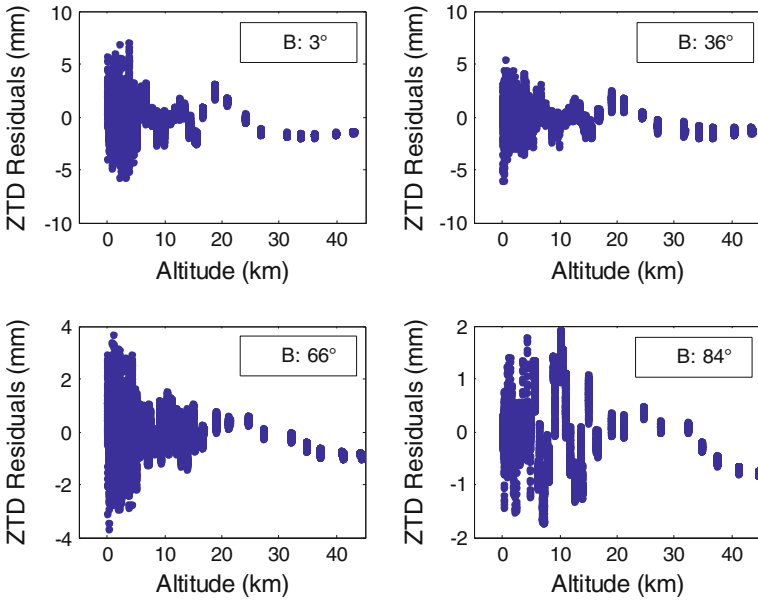 10
5
0
-5
-10
ZTD Residuals (mm)
B: 3°
0 10 20 30 40
Altitude (km)
10
5
0
-5
-10
ZTD Residuals (mm)
B: 36°
0 10 20 30 40
Altitude (km)
4
2
0
-2
-4
ZTD Residuals (mm)
B: 66°
0 10 20 30 40
Altitude (km)
2
1
0
-1
-2
ZTD Residuals (mm)
B: 84°
0 10 20 30 40
Altitude (km)